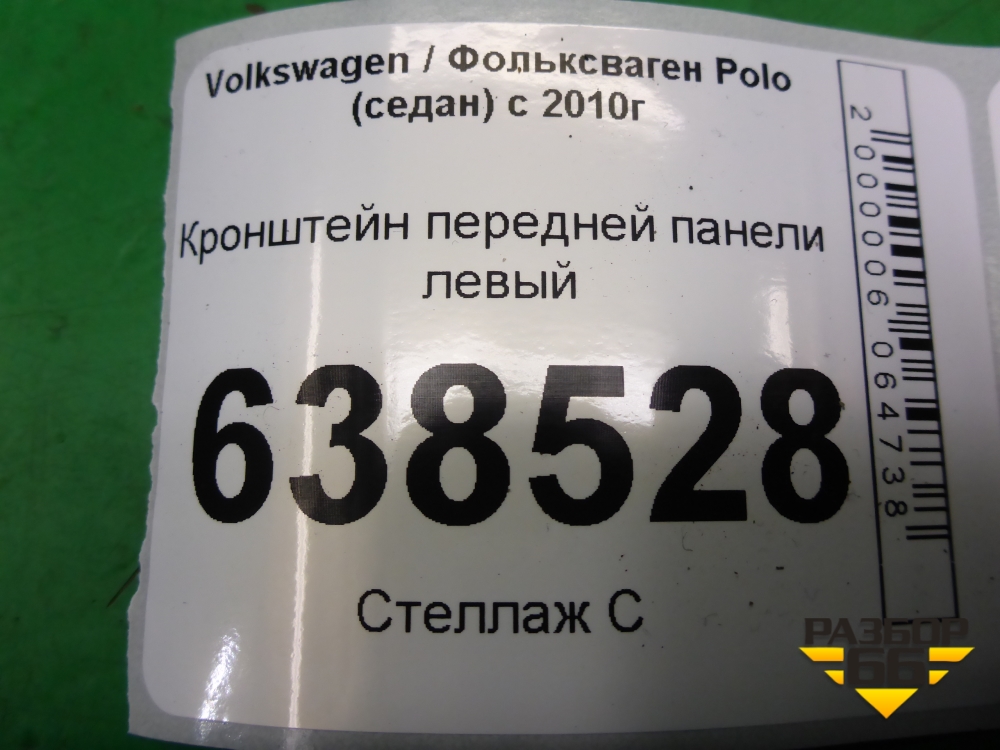 Volkswagen / Фольксваген Polo
(седан) с 2010г
Кронштейн передней панели
левый
638528
Стеллаж С
2000006064738
РАЗБОР
66